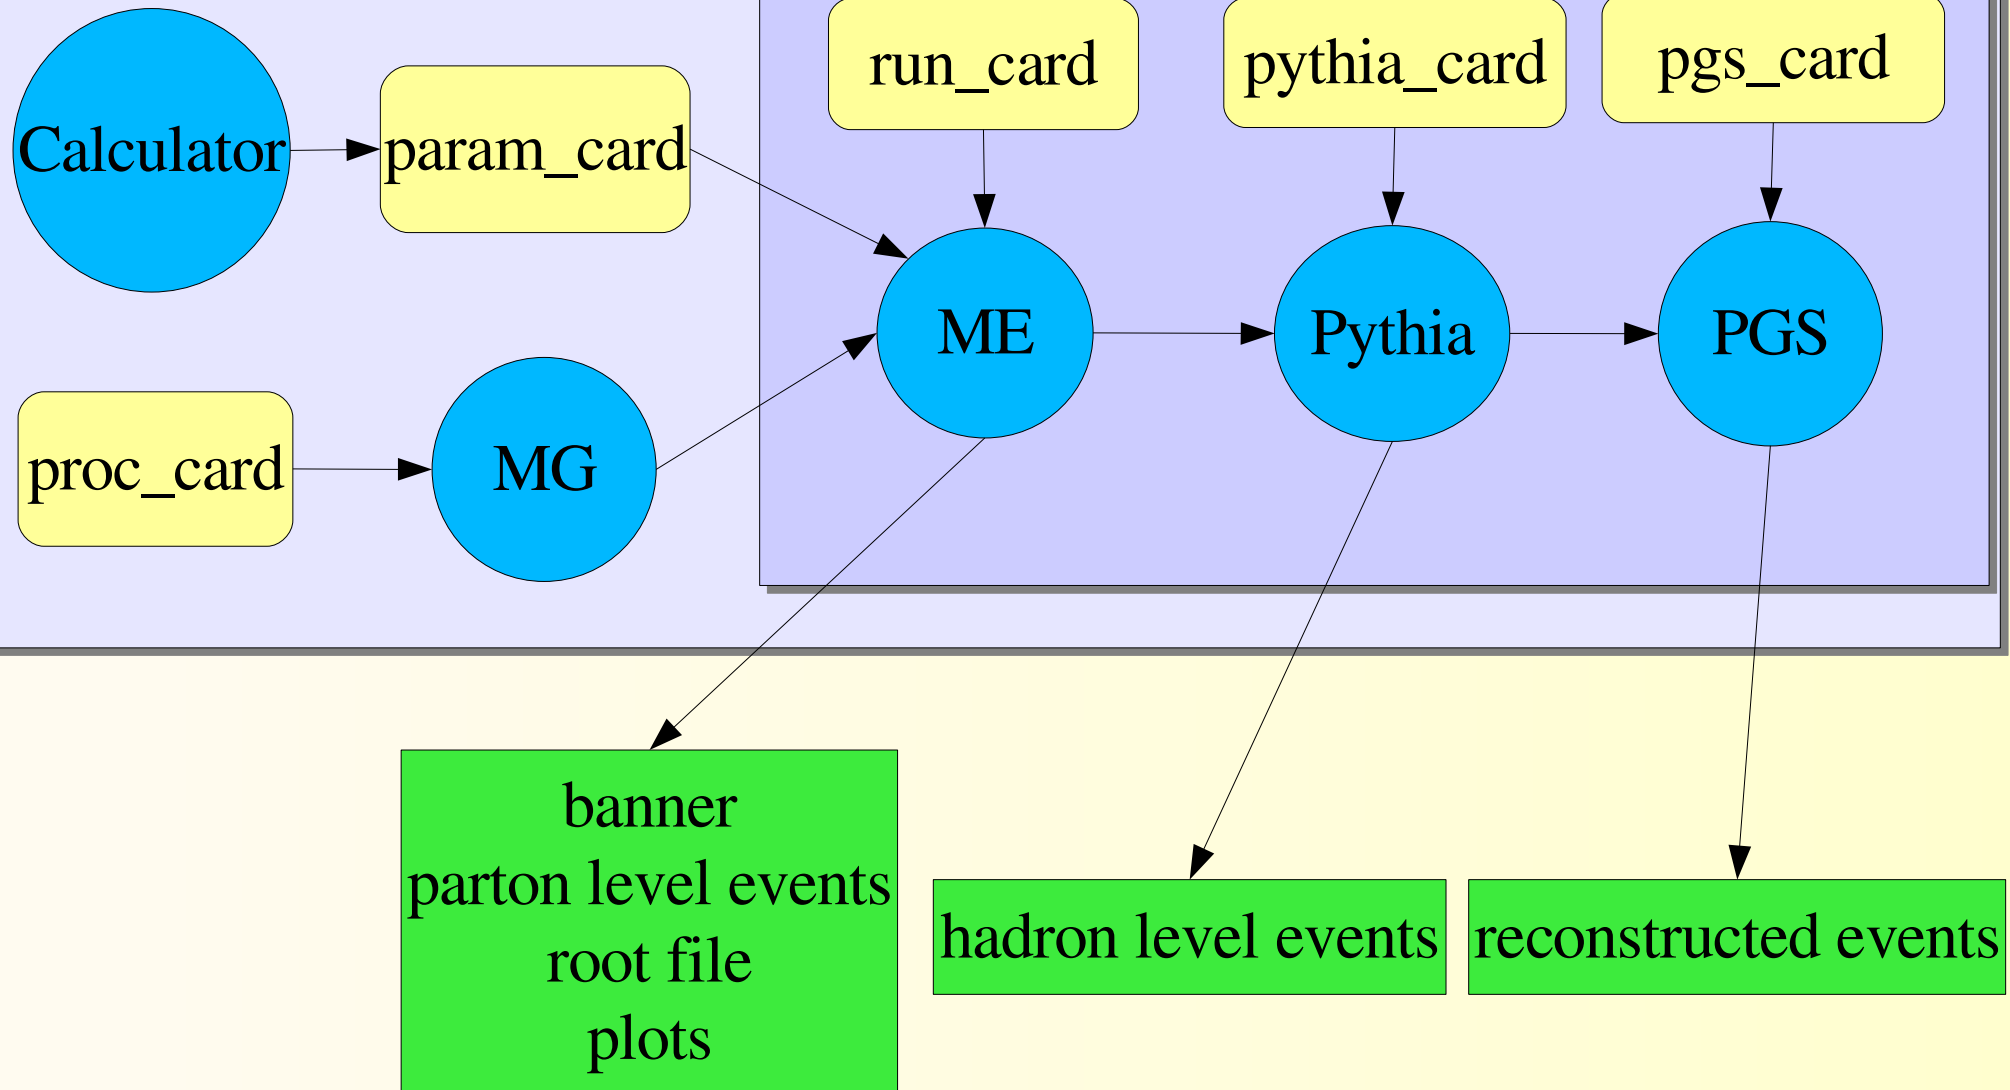 run_card
pythia_card
pgs_card
Calculator
param_card
ME
Pythia
PGS
proc_card
MG
banner
parton level events
root file
plots
hadron level events
reconstructed events